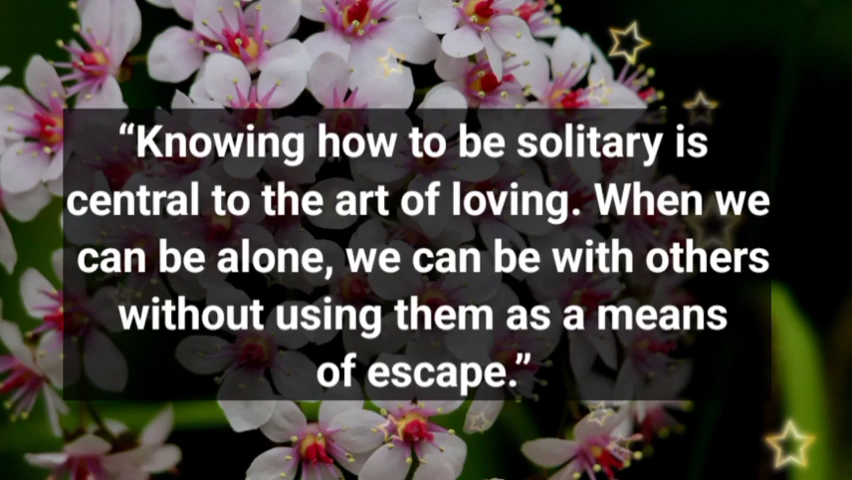 “Knowing how to be solitary is
central to the art of loving. When we
can be alone, we can be with others
without using them as a means
of escape.”